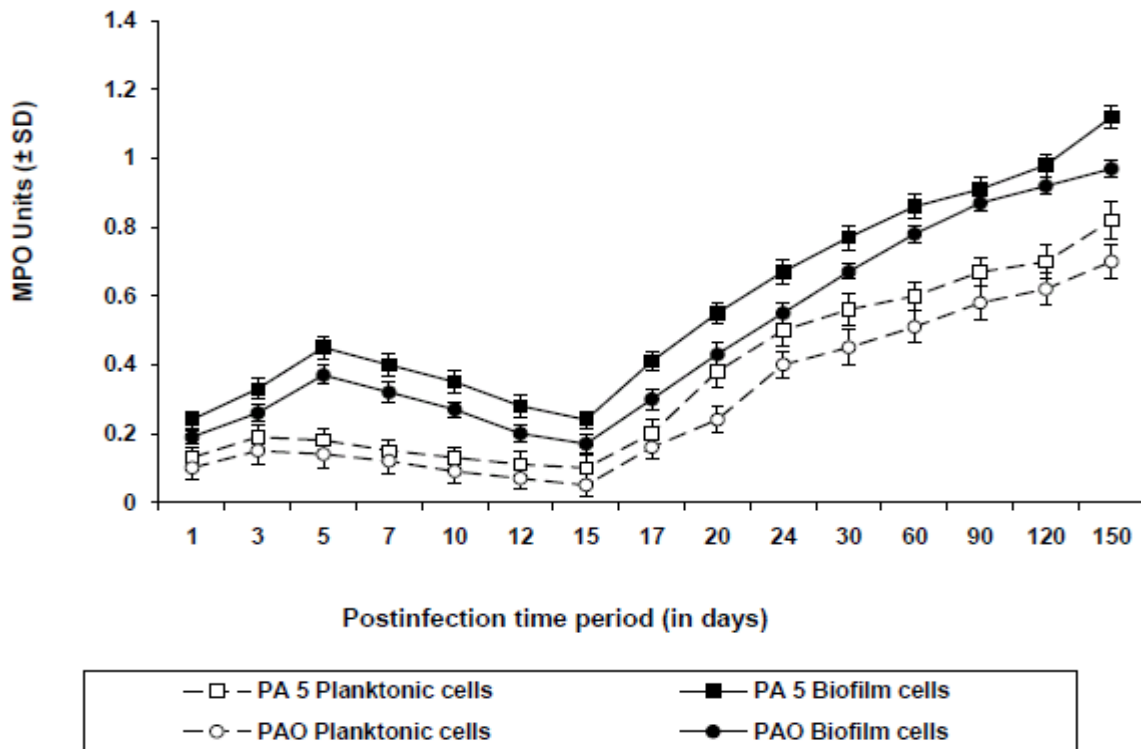 1.4
1.2
1
0.8
0.6
0.4
0.2
0
MPO Units (± SD)
1 3 5 7 10 12 15 17 20 24 30 60 90 120 150
Postinfection time period (in days)
PA 5 Planktonic cells PA 5 Biofilm cells
PAO Planktonic cells PAO Biofilm cells